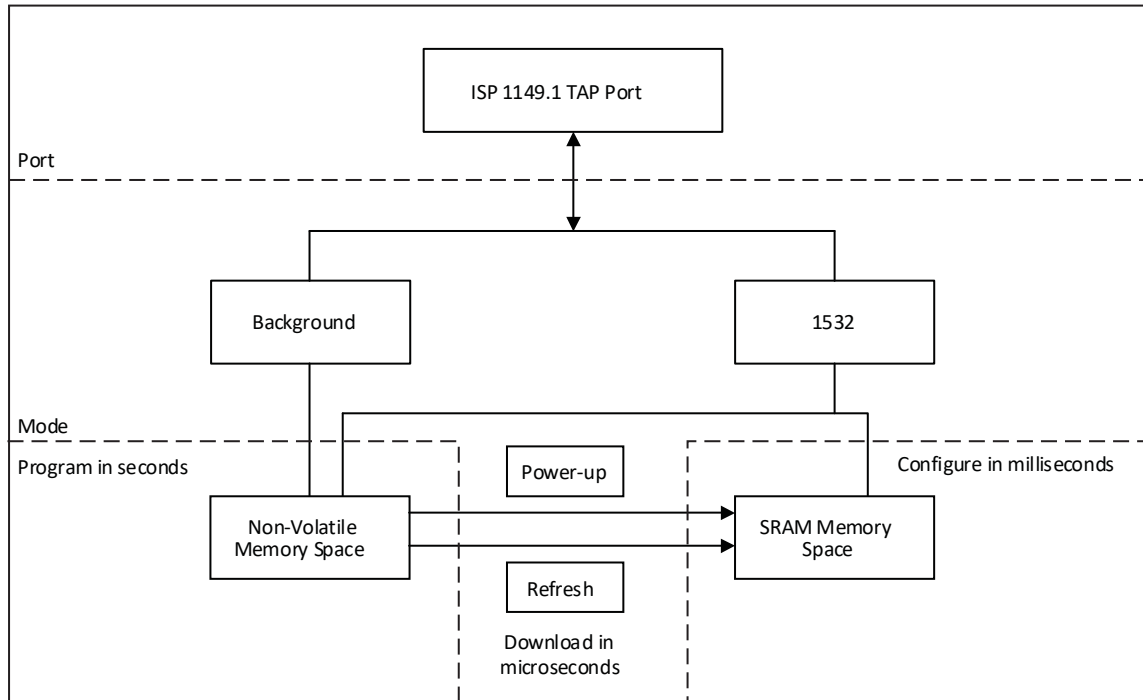 ISP 1149.1 TAP Port
Port
Background
1532
Mode
Program in seconds
Power-up
Configure in milliseconds
Non-Volatile
Memory Space
SRAM Memory
Space
Refresh
Download in
microseconds